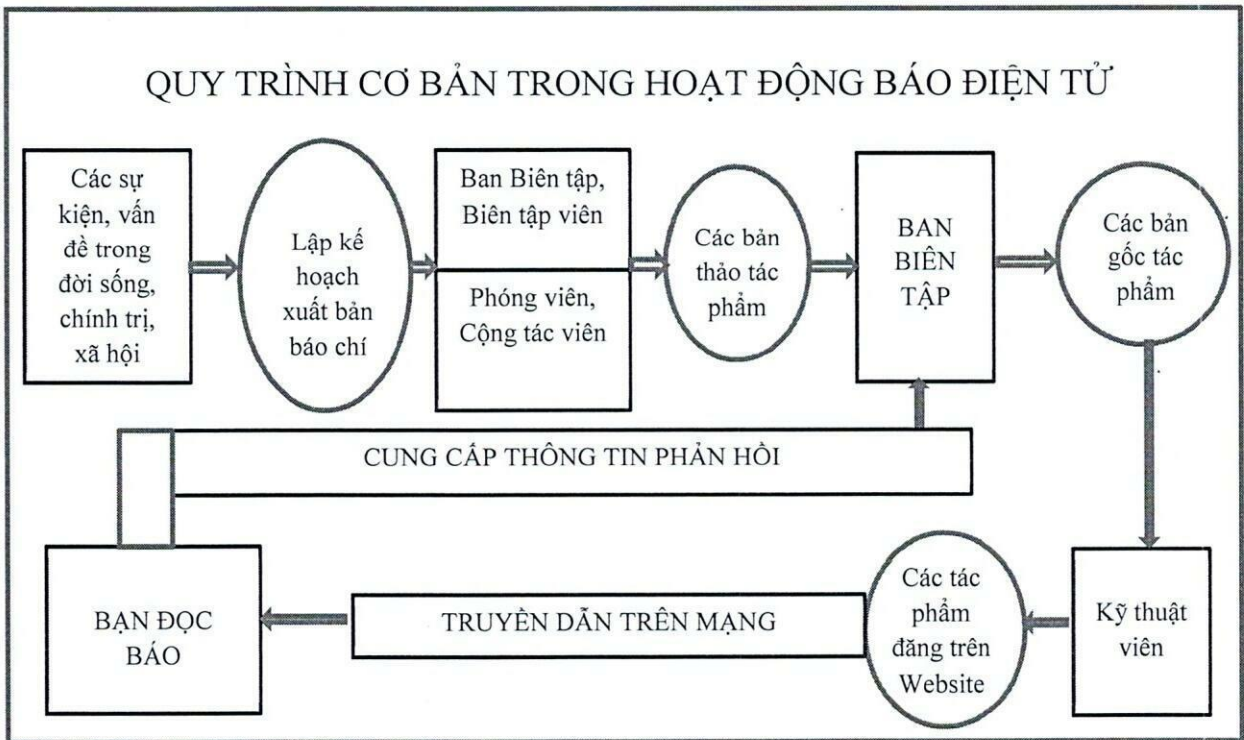 QUY TRÌNH CƠ BẢN TRONG HOẠT ĐỘNG BÁO ĐIỆN TỬ
Các sự
kiện, vấn
đề trong
đời sống,
chính trị,
xã hội
Lập kế
hoạch
xuất bản
báo chí
Ban Biên tập,
Biên tập viên
Phóng viên,
Cộng tác viên
Các bản
thảo tác
phẩm
BAN
BIÊN
TẬP
Các bản
gốc tác
phẩm
CUNG CẤP THÔNG TIN PHẢN HỒI
BẠN ĐỌC
BÁO
TRUYỀN DẪN TRÊN MẠNG
Các tác
phẩm
đăng trên
Website
Kỹ thuật
viên